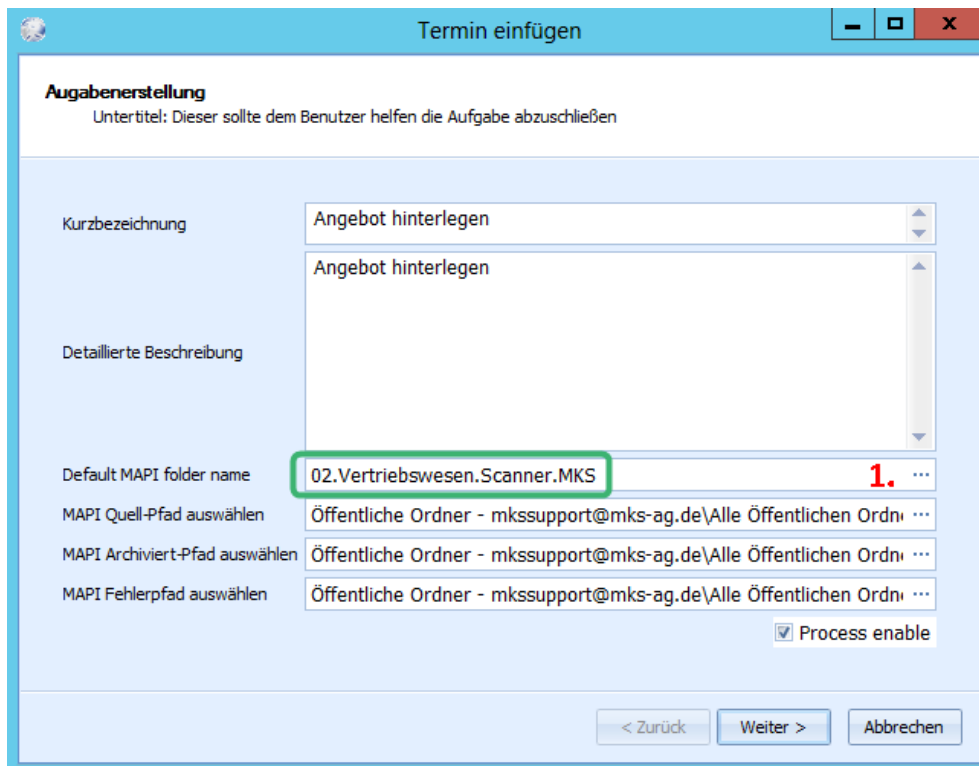 Termin einfügen
Augabenerstellung
Untertitel: Dieser sollte dem Benutzer helfen die Aufgabe abzuschließen
Kurzbezeichnung
Angebot hinterlegen
Detaillierte Beschreibung
Angebot hinterlegen
Default MAPI folder name
02.Vertriebswesen.Scanner.MKS
1.
...
MAPI Quell-Pfad auswählen
Öffentliche Ordner - mkssupport@mks-ag.de\Alle Öffentlichen Ordn
...
MAPI Archiviert-Pfad auswählen
Öffentliche Ordner - mkssupport@mks-ag.de\Alle Öffentlichen Ordn
...
MAPI Fehlerpfad auswählen
Öffentliche Ordner - mkssupport@mks-ag.de\Alle Öffentlichen Ordn
...
Process enable
< Zurück
Weiter >
Abbrechen